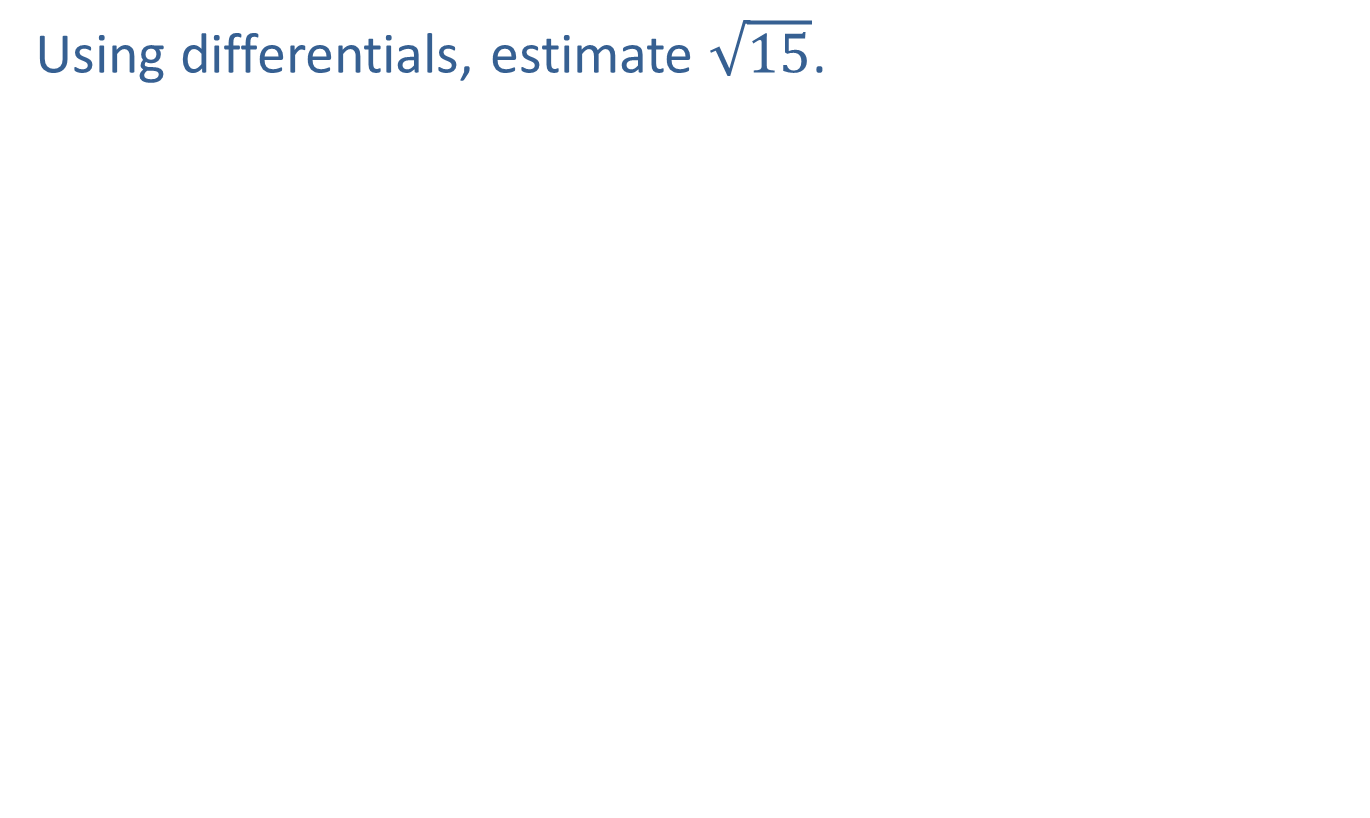 Using differentials, estimate √15.